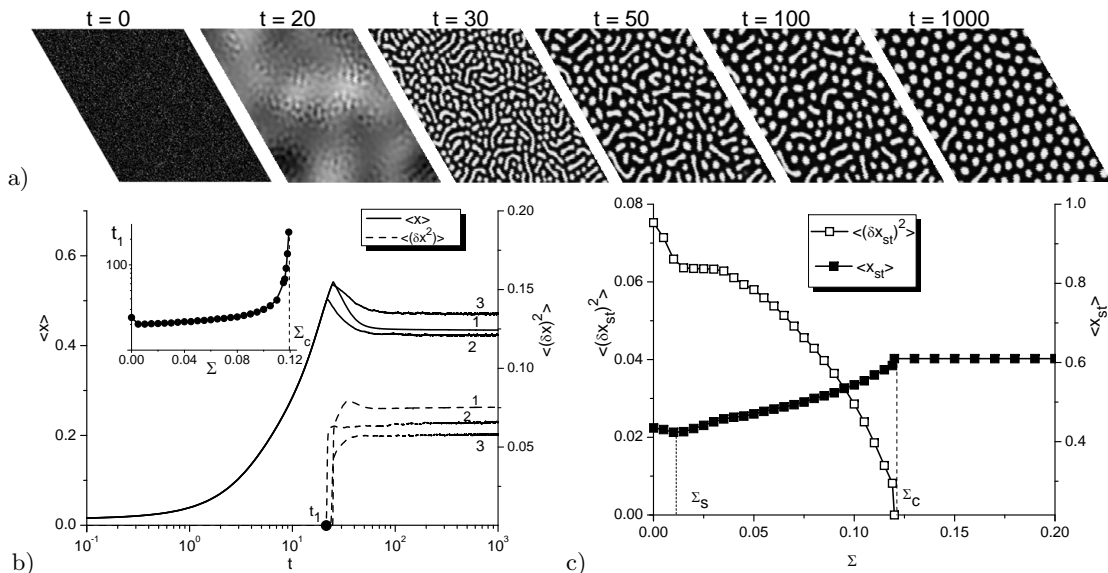 t = 0 t = 20 t = 30 t = 50 t = 100 t = 1000
a)
<x>
<(δx²)>
0.6
0.4
0.2
0.0
<x>
10⁻¹ 10⁰ 10¹ 10² 10³
t
0.20
0.15
0.10
0.05
<(δx)²>
3
1
2
1
2
3
t₁
t₁
1
100
0.00 0.04 0.08 0.12
Σ
Σc
b)
<(δxst)²>
<xst>
0.08
0.06
0.04
0.02
0.00
<(δxst)²>
1.0
0.8
0.6
0.4
<xst>
Σs
Σc
0.00 0.05 0.10 0.15 0.20
Σ
c)